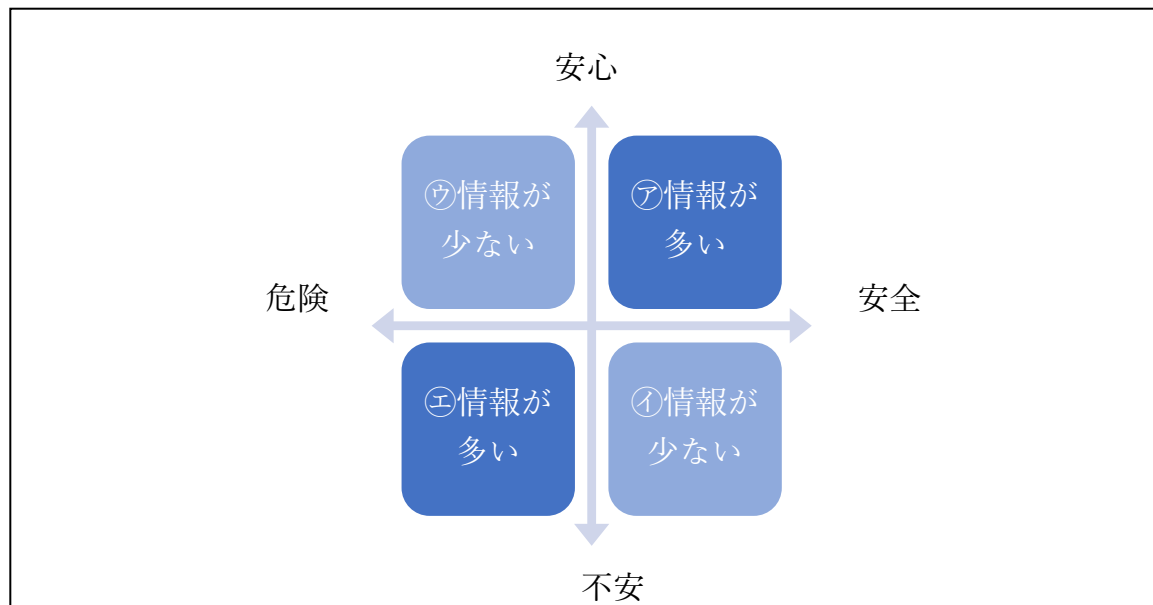 安心
㋒情報が
少ない
㋐情報が
多い
危険
安全
㋓情報が
多い
㋑情報が
少ない
不安